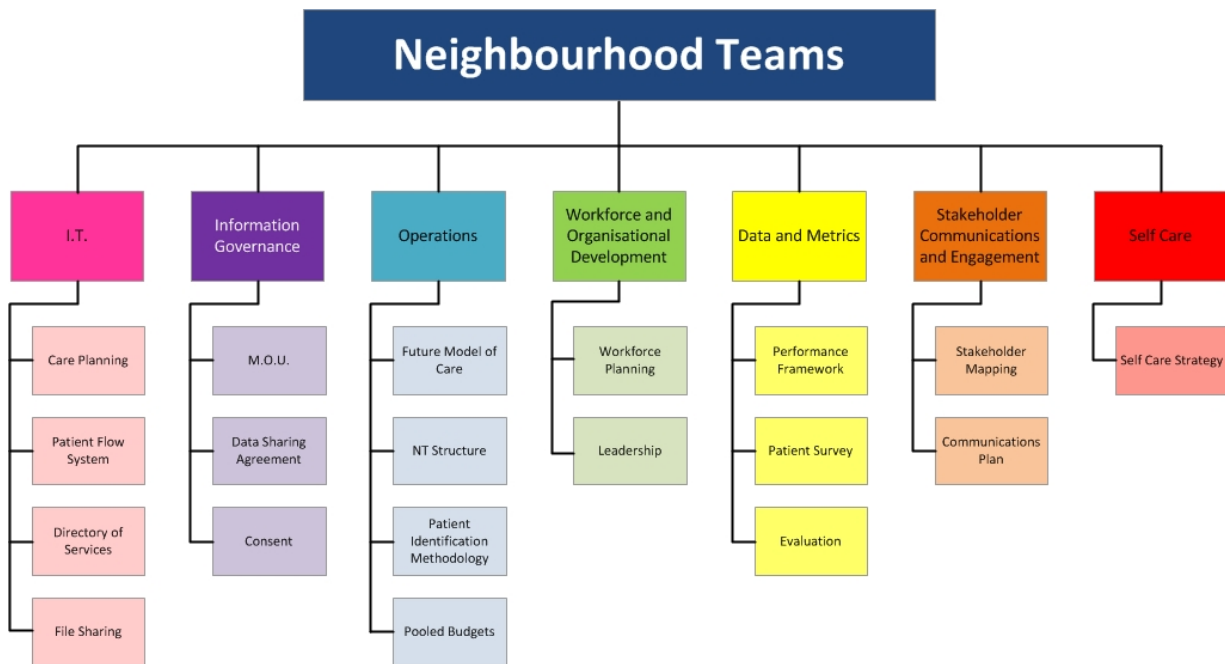 Neighbourhood Teams
I.T.
Information
Governance
Operations
Workforce and
Organisational
Development
Data and Metrics
Stakeholder
Communications
and Engagement
Self Care
Care Planning
Patient Flow
System
Directory of
Services
File Sharing
M.O.U.
Data Sharing
Agreement
Consent
Future Model of
Care
NT Structure
Patient
Identification
Methodology
Pooled Budgets
Workforce
Planning
Leadership
Performance
Framework
Patient Survey
Evaluation
Stakeholder
Mapping
Communications
Plan
Self Care Strategy